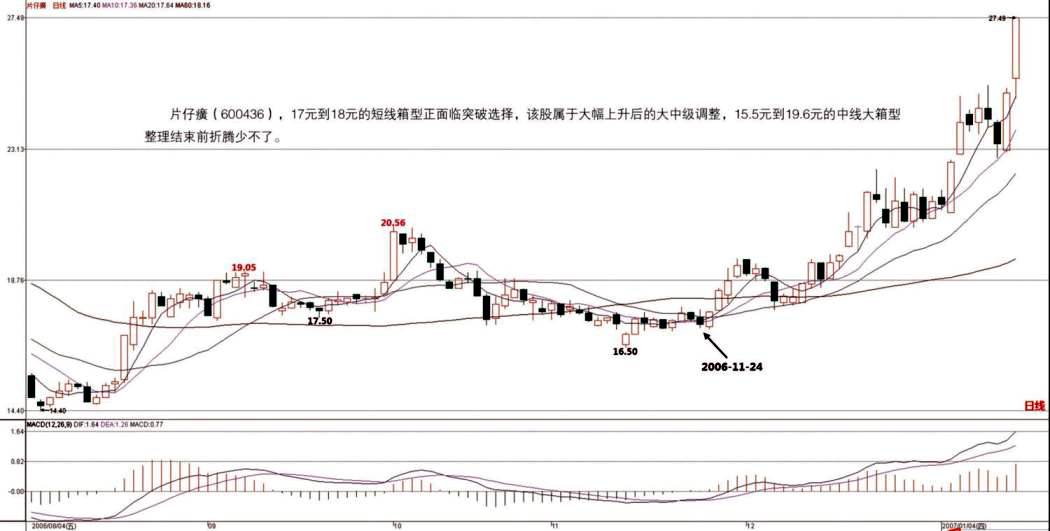 片仔癀 日线 MA5:17.40 MA10:17.36 MA20:17.64 MA60:18.16
27.49
27.49
片仔癀（600436），17元到18元的短线箱型正面临突破选择，该股属于大幅上升后的大中级调整，15.5元到19.6元的中线大箱型
整理结束前折腾少不了。
23.13
20.56
19.05
18.76
17.50
16.50
2006-11-24
14.40
14.40
日线
MACD(12,26,9) DIF:1.64 DEA:1.26 MACD:0.77
1.64
0.82
-0.00
2006/08/04(五) 09 10 11 12 2007/01/04(四)